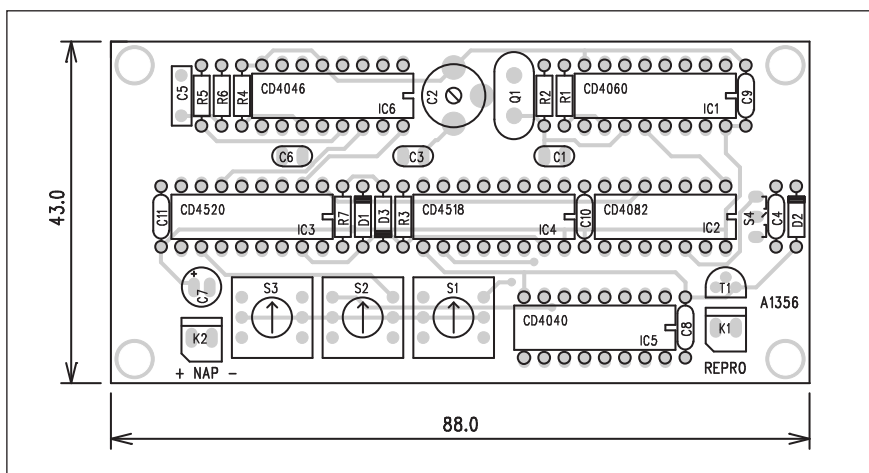 C5
R5
R6
R4
CD4046
IC6
C2
Q1
R2
R1
CD4060
IC1
C9
C6
C3
C1
43.0
C11
CD4520
IC3
R7
D1
D3
R3
CD4518
IC4
C10
CD4082
IC2
S4
C4
D2
+
C7
S3
S2
S1
T1
A1356
K2
CD4040
IC5
C8
K1
+ NAP -
REPRO
88.0